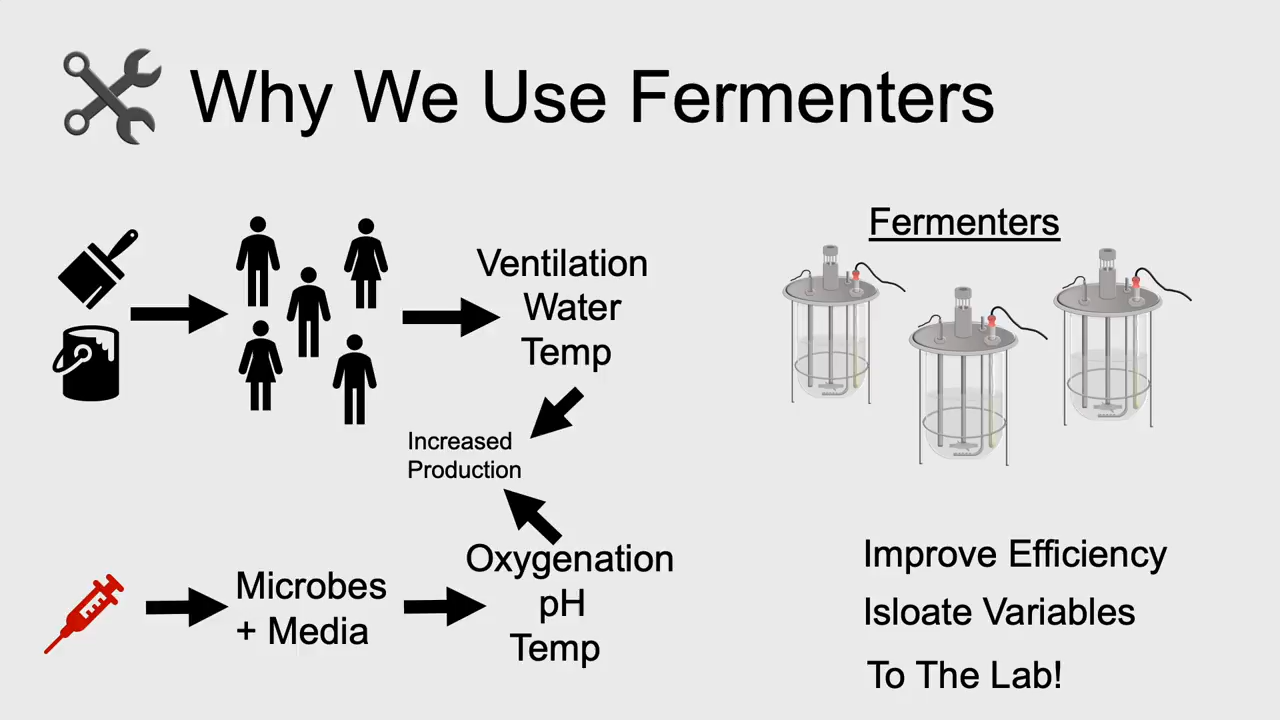 Why We Use Fermenters
Ventilation
Water
Temp
Increased
Production
Microbes
+ Media
Oxygenation
pH
Temp
Fermenters
Improve Efficiency
Isloate Variables
To The Lab!